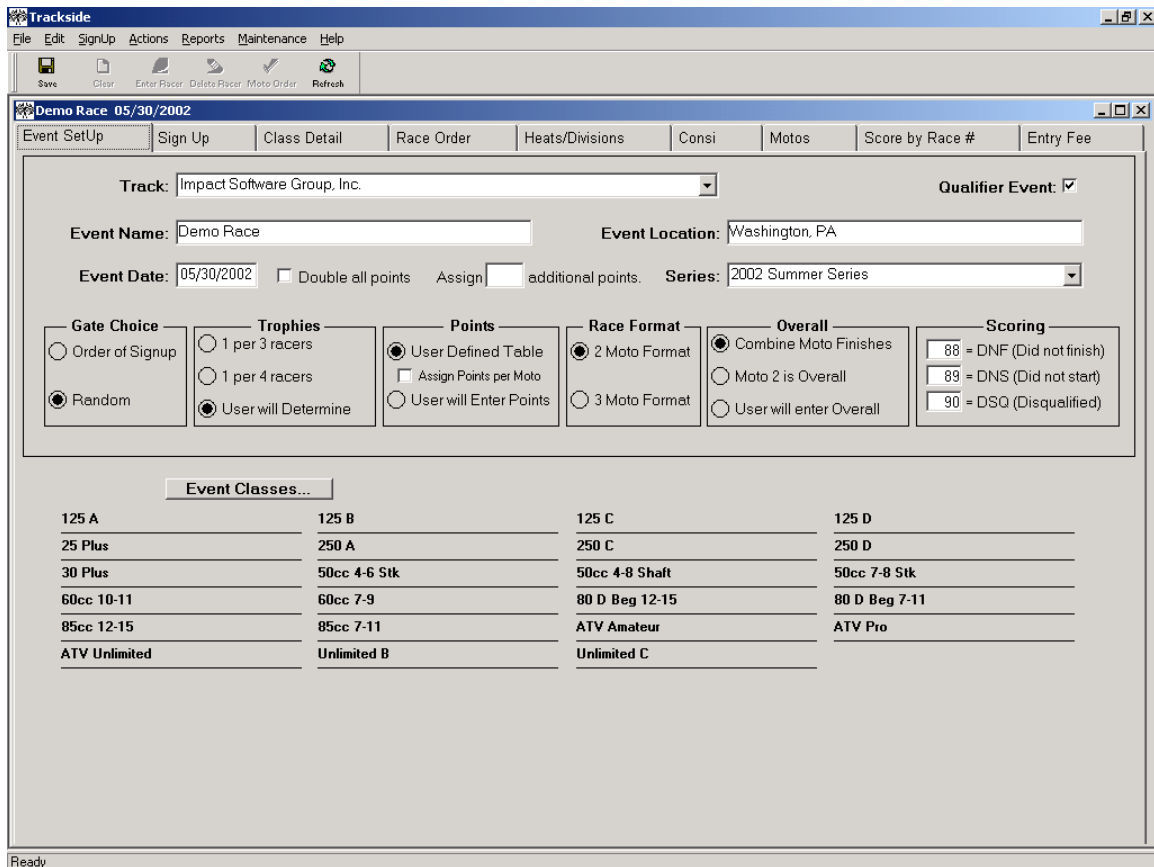 Trackside
File Edit SignUp Actions Reports Maintenance Help
Save Clear Enter Racer Delete Racer Moto Order Refresh
Demo Race 05/30/2002
Event SetUp Sign Up Class Detail Race Order Heats/Divisions Consi Motos Score by Race # Entry Fee
Track: Impact Software Group, Inc. Qualifier Event:
Event Name: Demo Race Event Location: Washington, PA
Event Date: 05/30/2002 Double all points Assign additional points. Series: 2002 Summer Series
Gate Choice Trophies Points Race Format Overall Scoring
Order of Signup 1 per 3 racers User Defined Table 2 Moto Format Combine Moto Finishes 88 = DNF (Did not finish)
1 per 4 racers Assign Points per Moto Moto 2 is Overall 89 = DNS (Did not start)
Random User will Determine User will Enter Points 3 Moto Format User will enter Overall 90 = DSQ (Disqualified)
Event Classes...
125 A 125 B 125 C 125 D
25 Plus 250 A 250 C 250 D
30 Plus 50cc 4-6 Stk 50cc 4-8 Shaft 50cc 7-8 Stk
60cc 10-11 60cc 7-9 80 D Beg 12-15 80 D Beg 7-11
85cc 12-15 85cc 7-11 ATV Amateur ATV Pro
ATV Unlimited Unlimited B Unlimited C
Ready